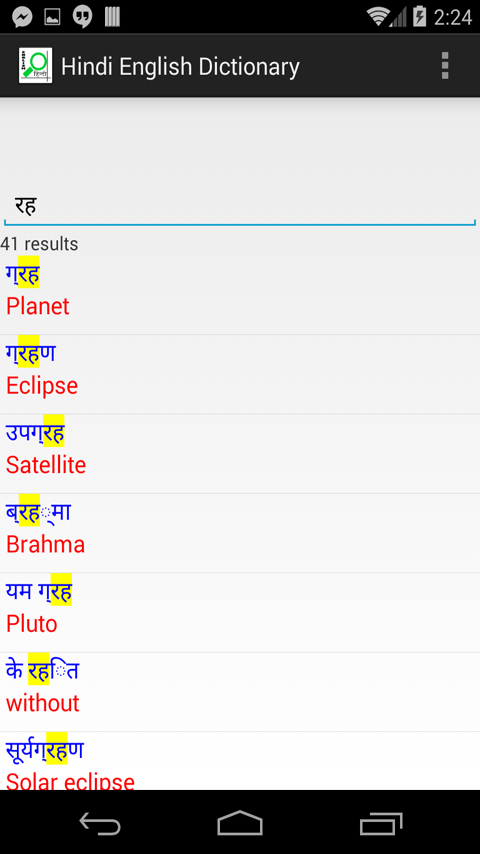 2:24
Hindi English Dictionary
रह
41 results
ग्रह
Planet
ग्रहण
Eclipse
उपग्रह
Satellite
ब्रह्मा
Brahma
यम ग्रह
Pluto
के रहित
without
सूर्यग्रहण
Solar eclipse